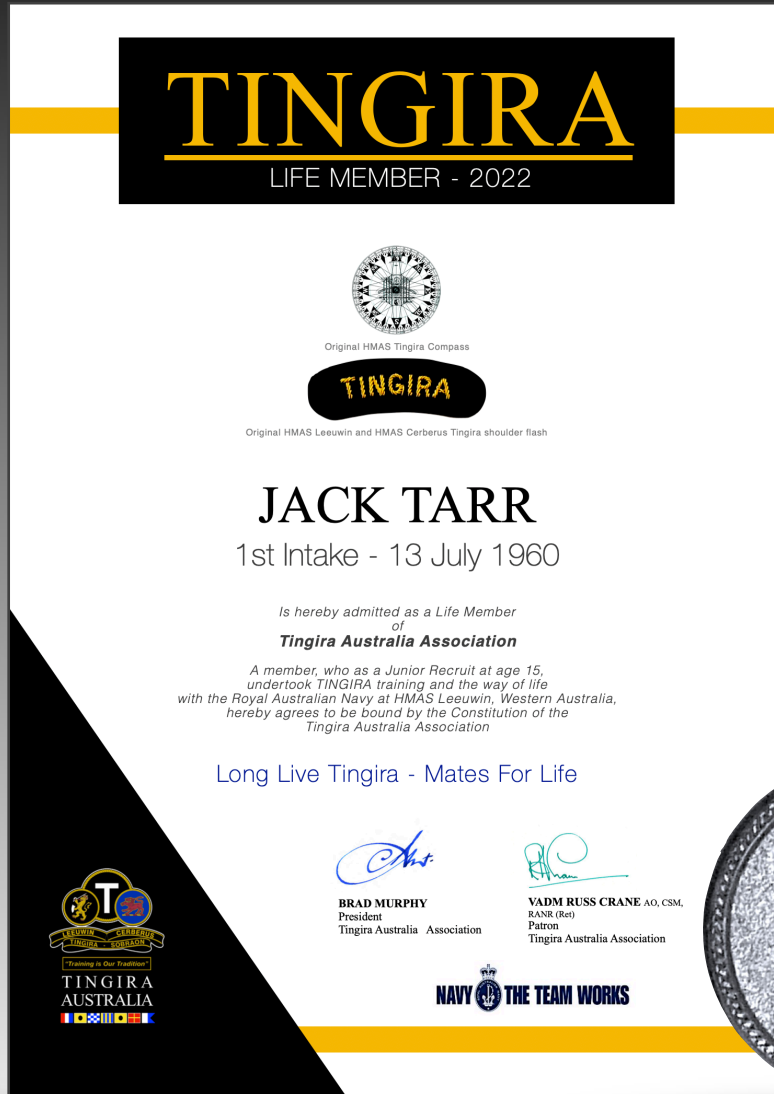 TINGIRA
LIFE MEMBER - 2022
Original HMAS Tingira Compass
TINGIRA
Original HMAS Leeuwin and HMAS Cerberus Tingira shoulder flash
JACK TARR
1st Intake - 13 July 1960
Is hereby admitted as a Life Member
of
Tingira Australia Association
A member, who as a Junior Recruit at age 15,
undertook TINGIRA training and the way of life
with the Royal Australian Navy at HMAS Leeuwin, Western Australia,
hereby agrees to be bound by the Constitution of the
Tingira Australia Association
Long Live Tingira - Mates For Life
BRAD MURPHY
President
Tingira Australia Association
VADM RUSS CRANE AO, CSM,
RANR (Ret)
Patron
Tingira Australia Association
T
LEEUWIN CERBERUS
TINGIRA - SOBRAON
"Training is Our Tradition"
TINGIRA
AUSTRALIA
NAVY THE TEAM WORKS